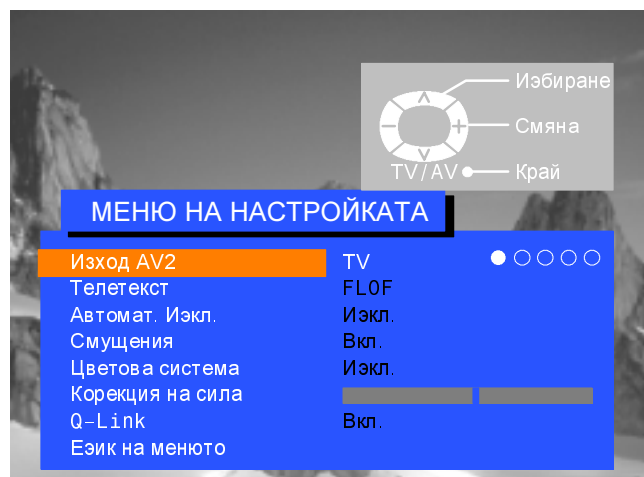 Иэбиране
Смяна
TV/AV Край
МЕНЮ НА НАСТРОЙКАТА
Изход AV2 TV
Телетекст FLOF
Автомат. Иэкл. Иэкл.
Смущения Вкл.
Цветова система Иэкл.
Корекция на сила
Q-Link Вкл.
Еэик на менюто